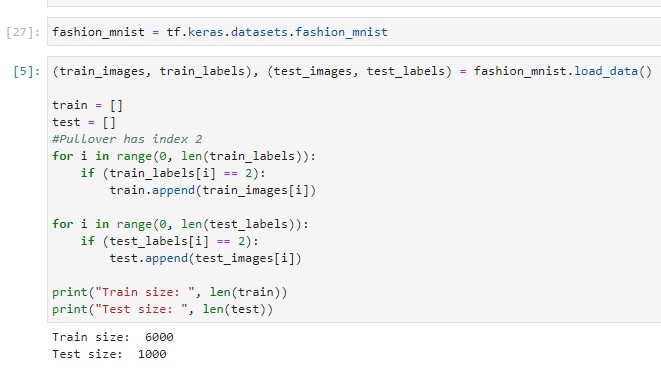 [27]: fashion_mnist = tf.keras.datasets.fashion_mnist
[5]: (train_images, train_labels), (test_images, test_labels) = fashion_mnist.load_data()
train = []
test = []
#Pullover has index 2
for i in range(0, len(train_labels)):
    if (train_labels[i] == 2):
        train.append(train_images[i])
for i in range(0, len(test_labels)):
    if (test_labels[i] == 2):
        test.append(test_images[i])
print("Train size: ", len(train))
print("Test size: ", len(test))
Train size:  6000
Test size:  1000